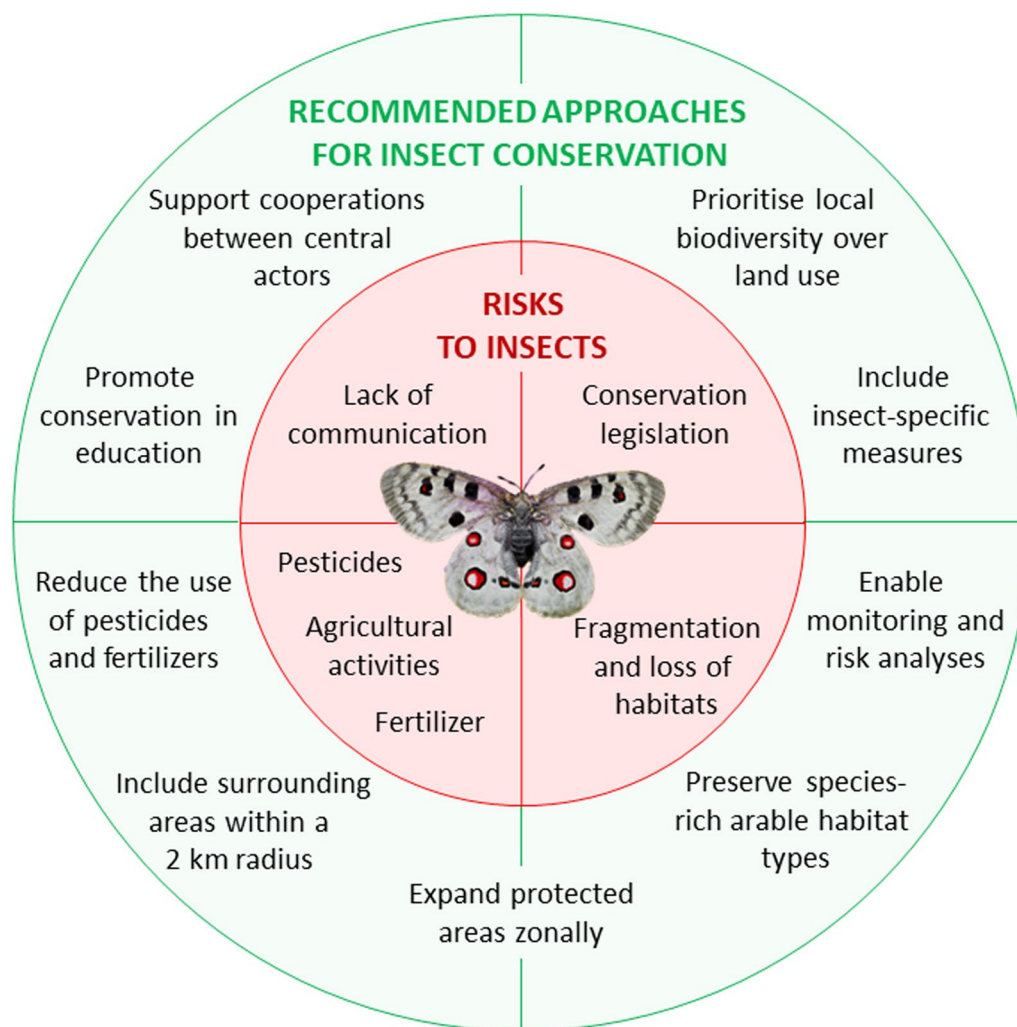 RECOMMENDED APPROACHES
FOR INSECT CONSERVATION
Support cooperations
between central
actors
Prioritise local
biodiversity over
land use
Promote
conservation in
education
Include
insect-specific
measures
RISKS
TO INSECTS
Lack of
communication
Conservation
legislation
Pesticides
Agricultural
activities
Fertilizer
Fragmentation
and loss of
habitats
Reduce the use
of pesticides
and fertilizers
Enable
monitoring and
risk analyses
Include surrounding
areas within a
2 km radius
Preserve species-
rich arable habitat
types
Expand protected
areas zonally